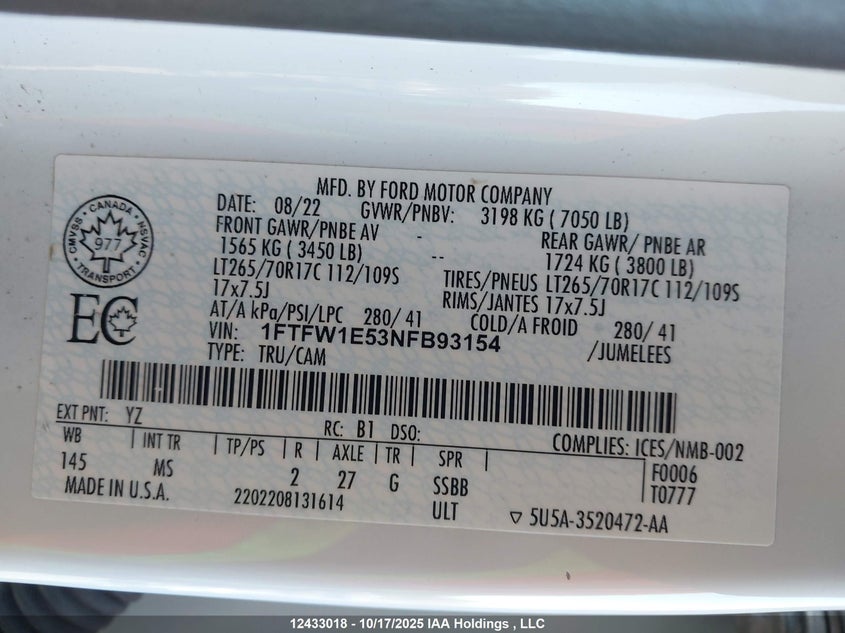 MFD. BY FORD MOTOR COMPANY
DATE: 08/22 GVWR/PNBV: 3198 KG ( 7050 LB)
FRONT GAWR/PNBE AV - REAR GAWR/ PNBE AR
1565 KG ( 3450 LB) -- 1724 KG ( 3800 LB)
LT265/70R17C 112/109S TIRES/PNEUS LT265/70R17C 112/109S
17x7.5J RIMS/JANTES 17x7.5J
AT/A kPa/PSI/LPC 280/ 41 COLD/A FROID 280/ 41
VIN: 1FTFW1E53NFB93154 /JUMELEES
TYPE: TRU/CAM
CANADA
CMVSS NSVAC
977
TRANSPORT
EC
EXT PNT: YZ RC: B1 DSO: COMPLIES: ICES/NMB-002
WB | INT TR | TP/PS | R | AXLE | TR | SPR | F0006
145 MS 2 27 G SSBB T0777
MADE IN U.S.A. 2202208131614 ULT ▽ 5U5A-3520472-AA
12433018 - 10/17/2025 IAA Holdings , LLC